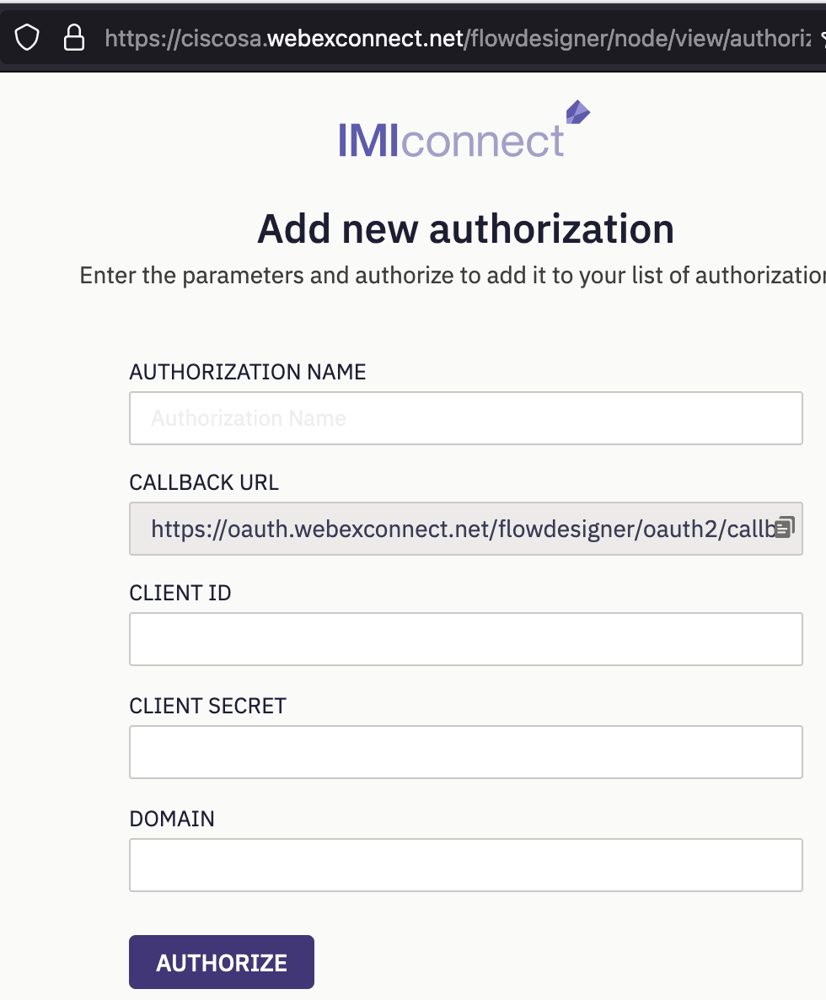 https://ciscosa.webexconnect.net/flowdesigner/node/view/authoriz
IMIconnect
Add new authorization
Enter the parameters and authorize to add it to your list of authorization
AUTHORIZATION NAME
Authorization Name
CALLBACK URL
https://oauth.webexconnect.net/flowdesigner/oauth2/callb
CLIENT ID
CLIENT SECRET
DOMAIN
AUTHORIZE